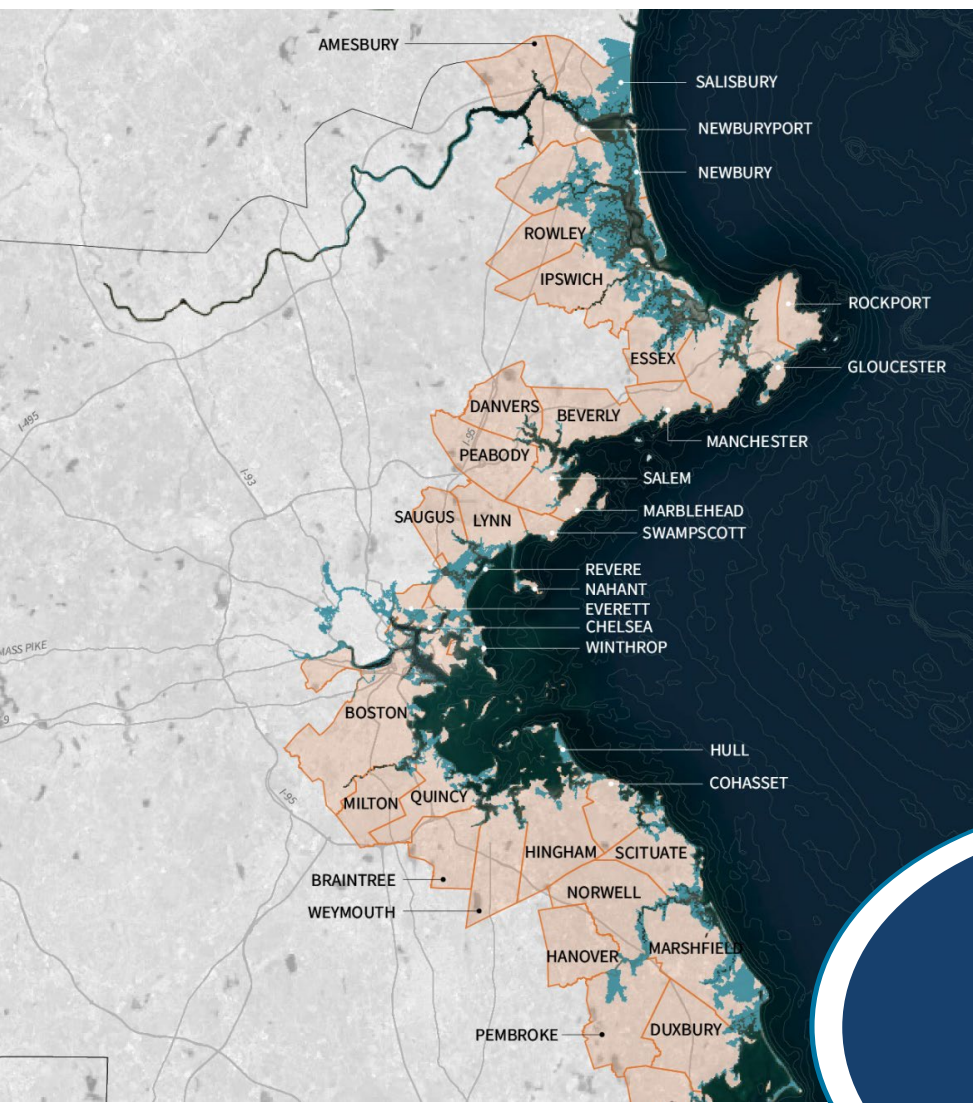 AMESBURY
SALISBURY
NEWBURYPORT
NEWBURY
ROWLEY
IPSWICH
ROCKPORT
ESSEX
GLOUCESTER
DANVERS
BEVERLY
I-495
I-95
MANCHESTER
PEABODY
I-93
SALEM
MARBLEHEAD
SAUGUS
LYNN
SWAMPSCOTT
REVERE
NAHANT
EVERETT
CHELSEA
MASS PIKE
WINTHROP
BOSTON
9
HULL
COHASSET
I-95
MILTON
QUINCY
HINGHAM
SCITUATE
BRAINTREE
NORWELL
WEYMOUTH
MARSHFIELD
HANOVER
PEMBROKE
DUXBURY